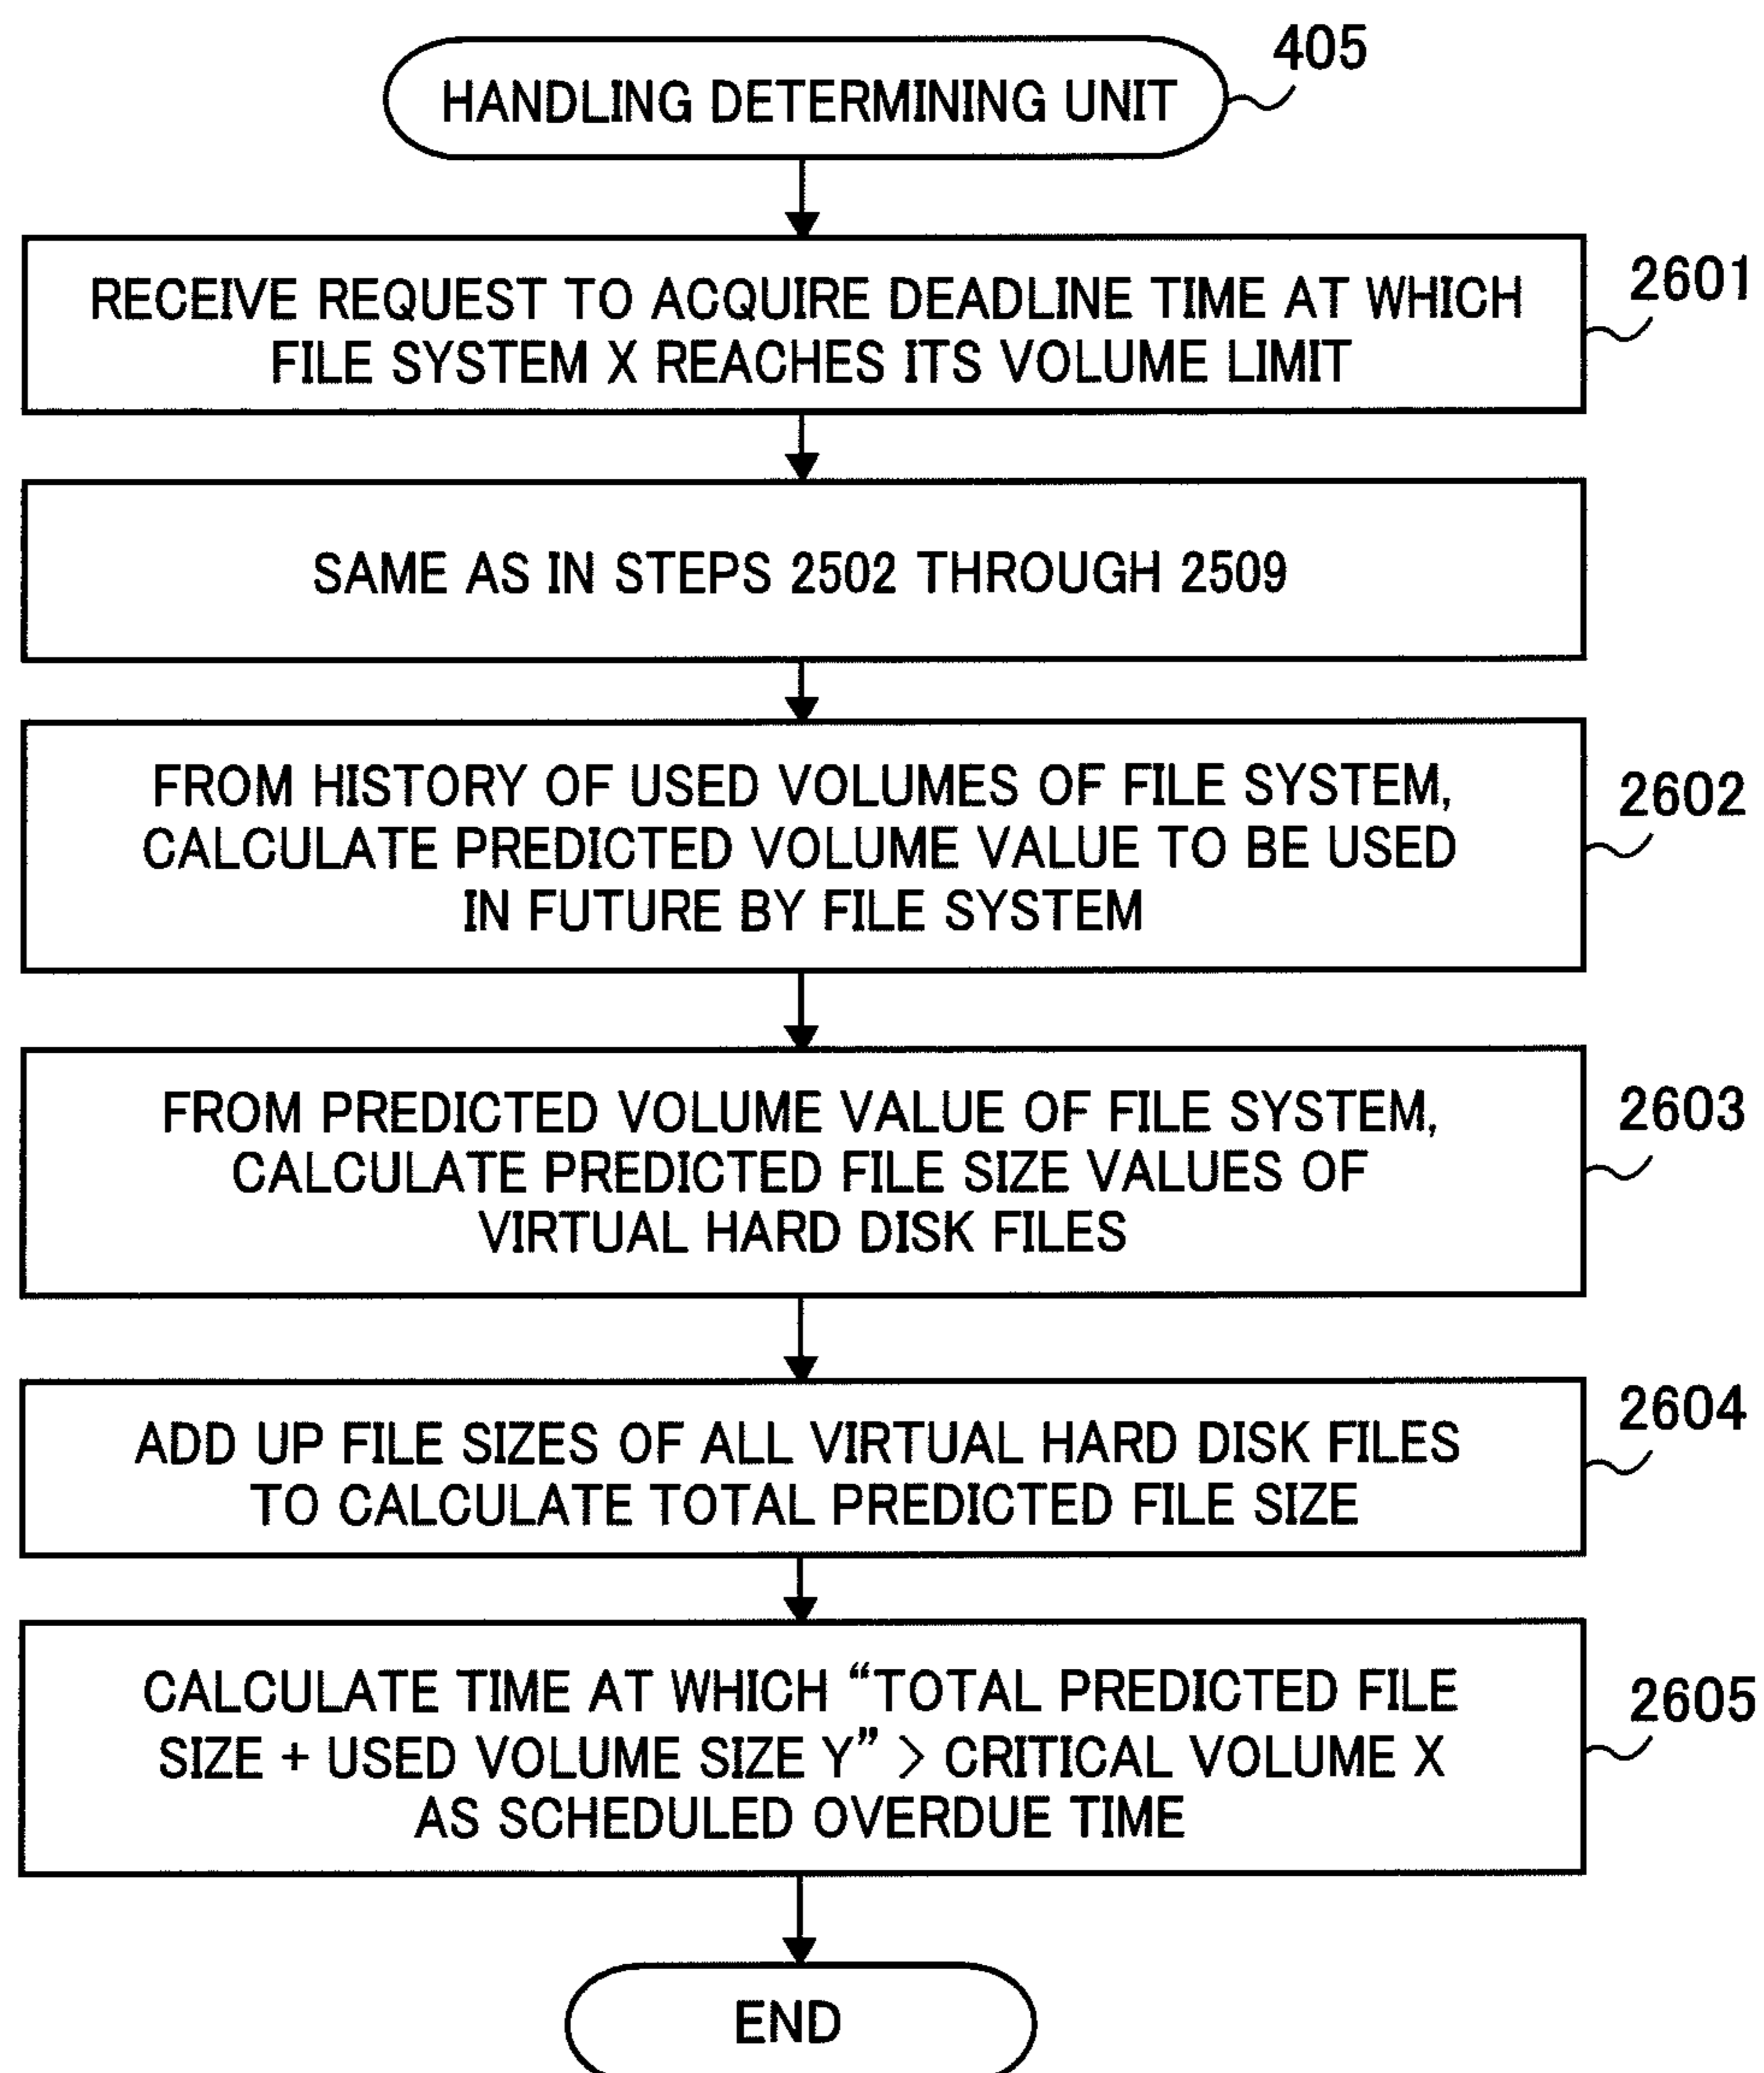 HANDLING DETERMINING UNIT
405
RECEIVE REQUEST TO ACQUIRE DEADLINE TIME AT WHICH
FILE SYSTEM X REACHES ITS VOLUME LIMIT
2601
SAME AS IN STEPS 2502 THROUGH 2509
FROM HISTORY OF USED VOLUMES OF FILE SYSTEM,
CALCULATE PREDICTED VOLUME VALUE TO BE USED
IN FUTURE BY FILE SYSTEM
2602
FROM PREDICTED VOLUME VALUE OF FILE SYSTEM,
CALCULATE PREDICTED FILE SIZE VALUES OF
VIRTUAL HARD DISK FILES
2603
ADD UP FILE SIZES OF ALL VIRTUAL HARD DISK FILES
TO CALCULATE TOTAL PREDICTED FILE SIZE
2604
CALCULATE TIME AT WHICH “TOTAL PREDICTED FILE
SIZE + USED VOLUME SIZE Y” > CRITICAL VOLUME X
AS SCHEDULED OVERDUE TIME
2605
END